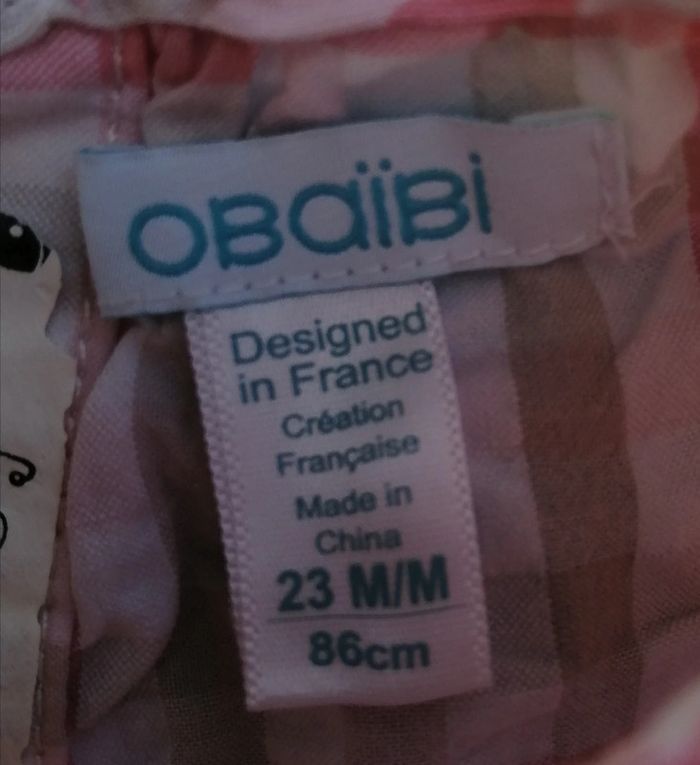 OBaïBi
Designed
in France
Création
Française
Made in
China
23 M/M
86cm